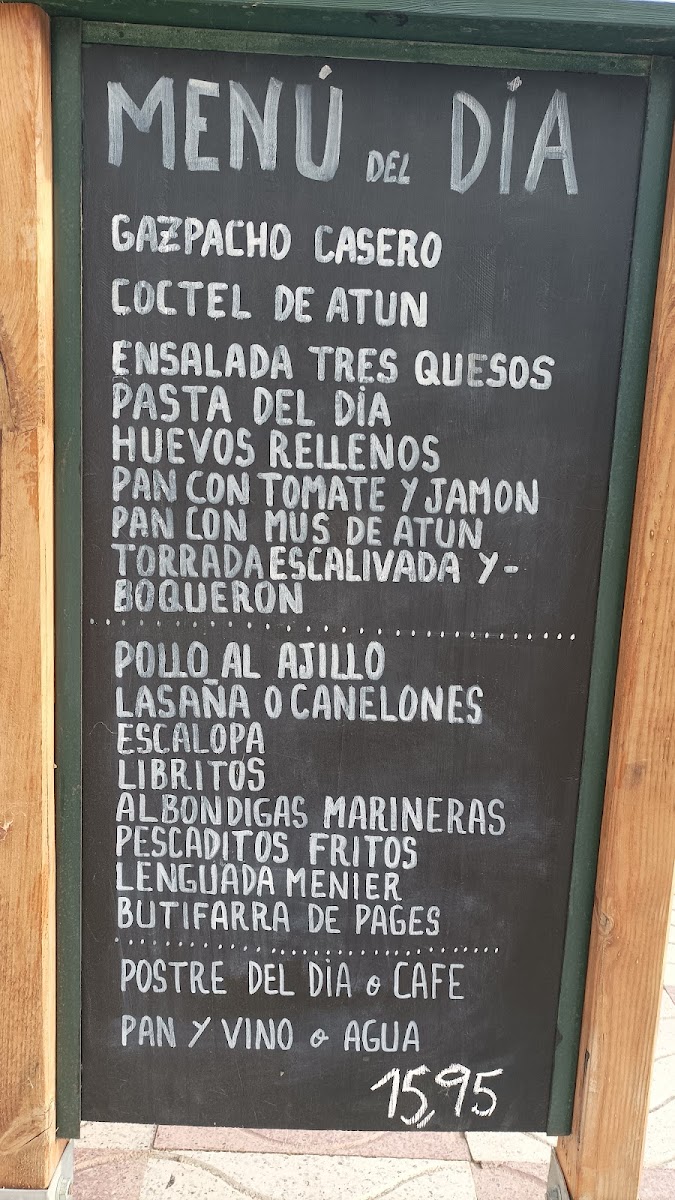 MENÚ DEL DÍA
GAZPACHO CASERO
COCTEL DE ATUN
ENSALADA TRES QUESOS
PASTA DEL DÍA
HUEVOS RELLENOS
PAN CON TOMATE Y JAMON
PAN CON MUS DE ATUN
TORRADA ESCALIVADA Y-
BOQUERON
POLLO AL AJILLO
LASAÑA O CANELONES
ESCALOPA
LIBRITOS
ALBONDIGAS MARINERAS
PESCADITOS FRITOS
LENGUADA MENIER
BUTIFARRA DE PAGES
POSTRE DEL DÍA o CAFE
PAN Y VINO o AGUA
15,95